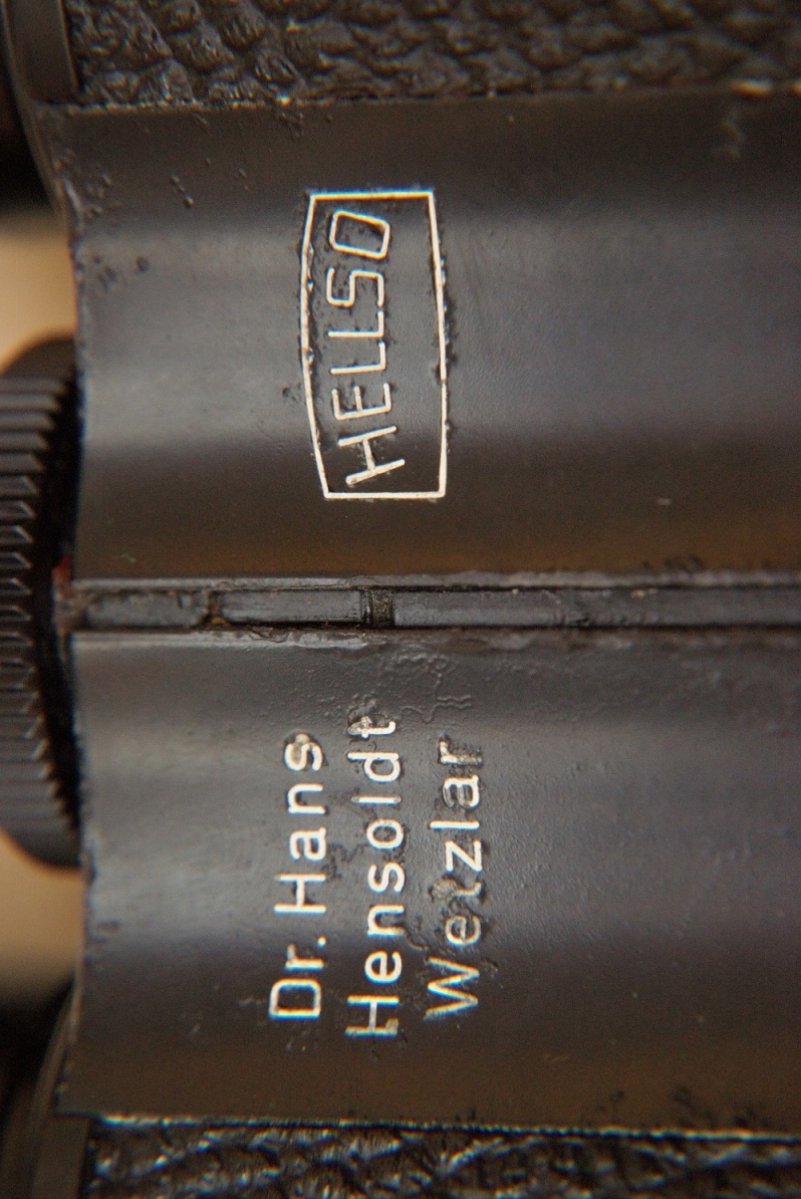 HELLSO
Dr. Hans
Hensoldt
Wetzlar